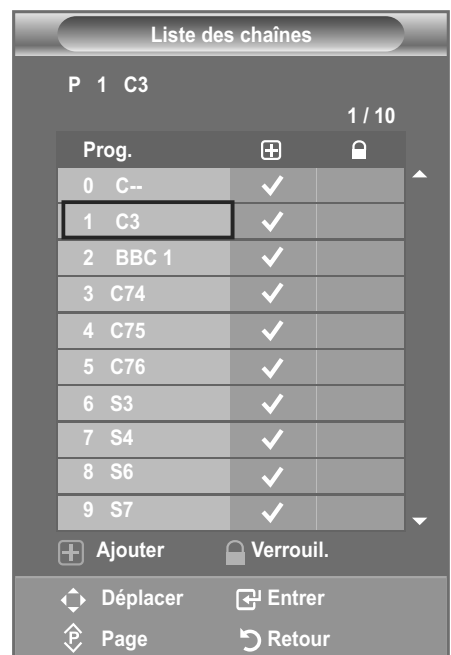 Liste des chaînes
P 1 C3
1 / 10
Prog.
0 C--
1 C3
2 BBC 1
3 C74
4 C75
5 C76
6 S3
7 S4
8 S6
9 S7
Ajouter Verrouil.
Déplacer Entrer
P Page Retour